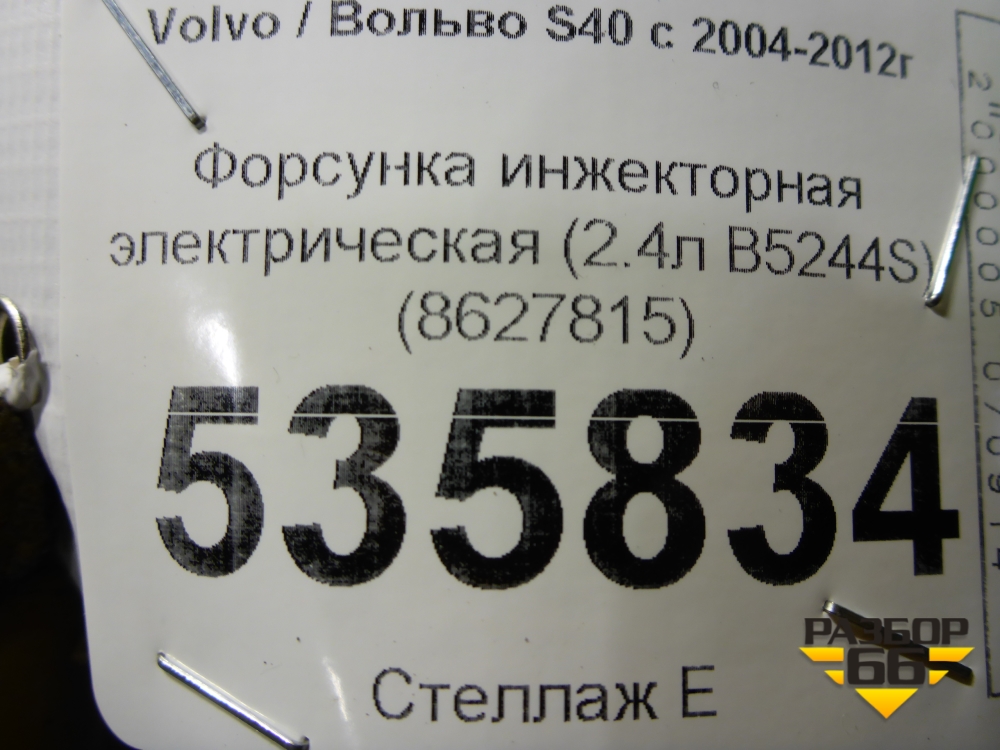 Volvo / Вольво S40 с 2004-2012г
Форсунка инжекторная
электрическая (2.4л B5244S)
(8627815)
535834
Стеллаж Е
РАЗБОР
66